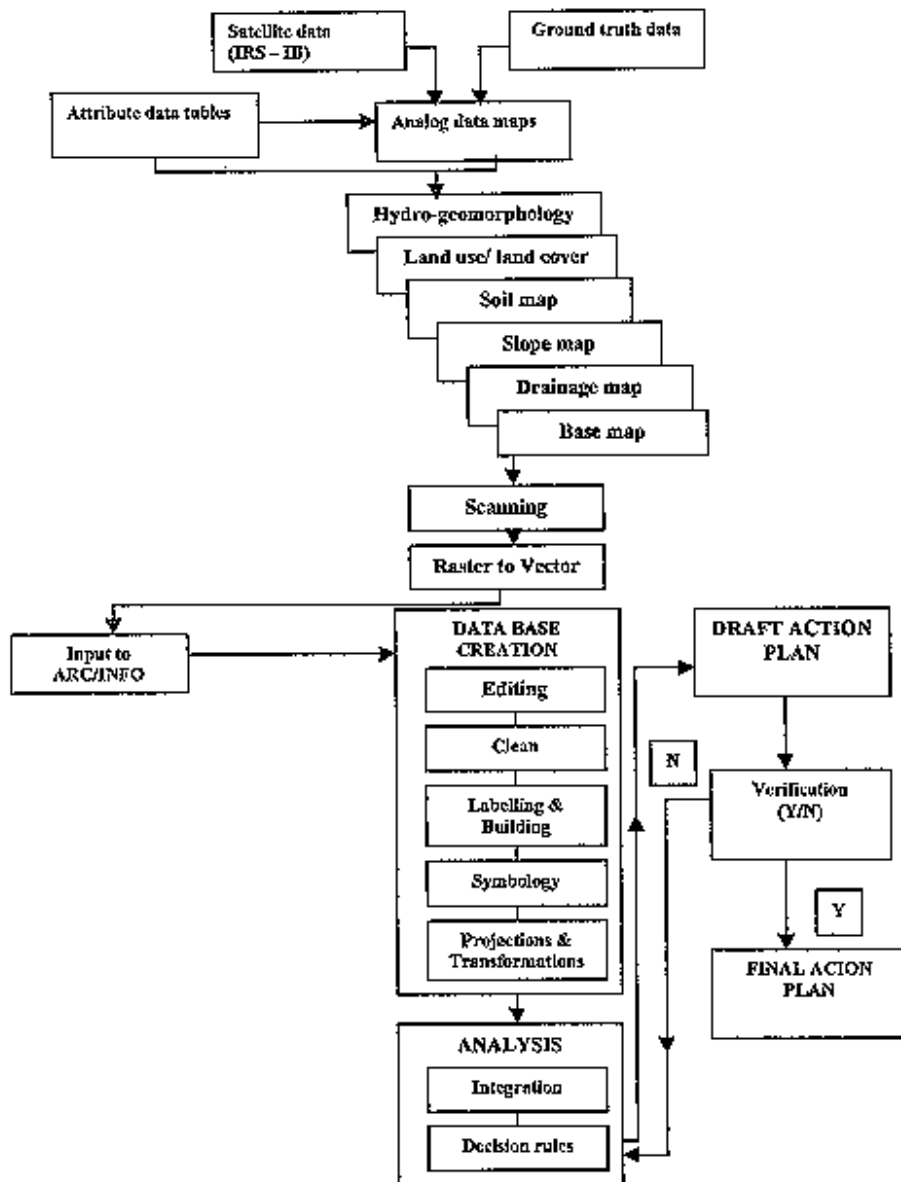 Satellite data
(IRS – IB)
Ground truth data
Attribute data tables
Analog data maps
Hydro-geomorphology
Land use/ land cover
Soil map
Slope map
Drainage map
Base map
Scanning
Raster to Vector
Input to
ARC/INFO
DATA BASE
CREATION
Editing
Clean
Labelling &
Building
Symbology
Projections &
Transformations
ANALYSIS
Integration
Decision rules
DRAFT ACTION
PLAN
N
Verification
(Y/N)
Y
FINAL ACION
PLAN